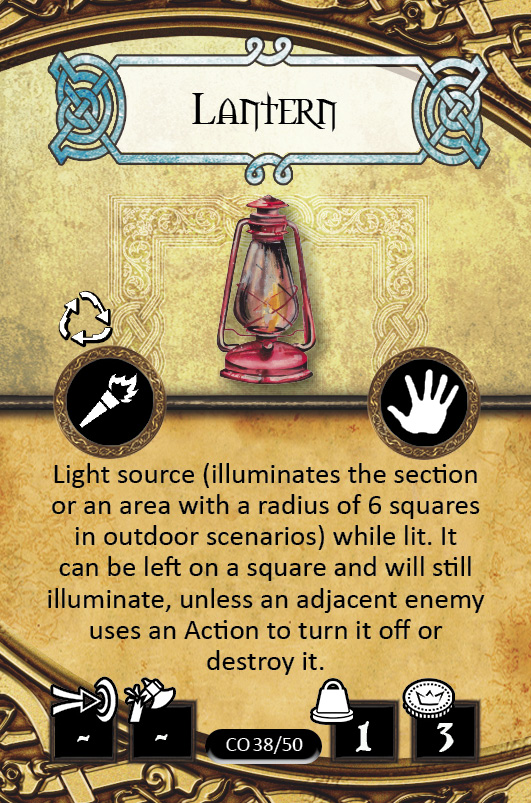 Lantern
Light source (illuminates the section
or an area with a radius of 6 squares
in outdoor scenarios) while lit. It
can be left on a square and will still
illuminate, unless an adjacent enemy
uses an Action to turn it off or
destroy it.
~ ~ CO 38/50 1 3